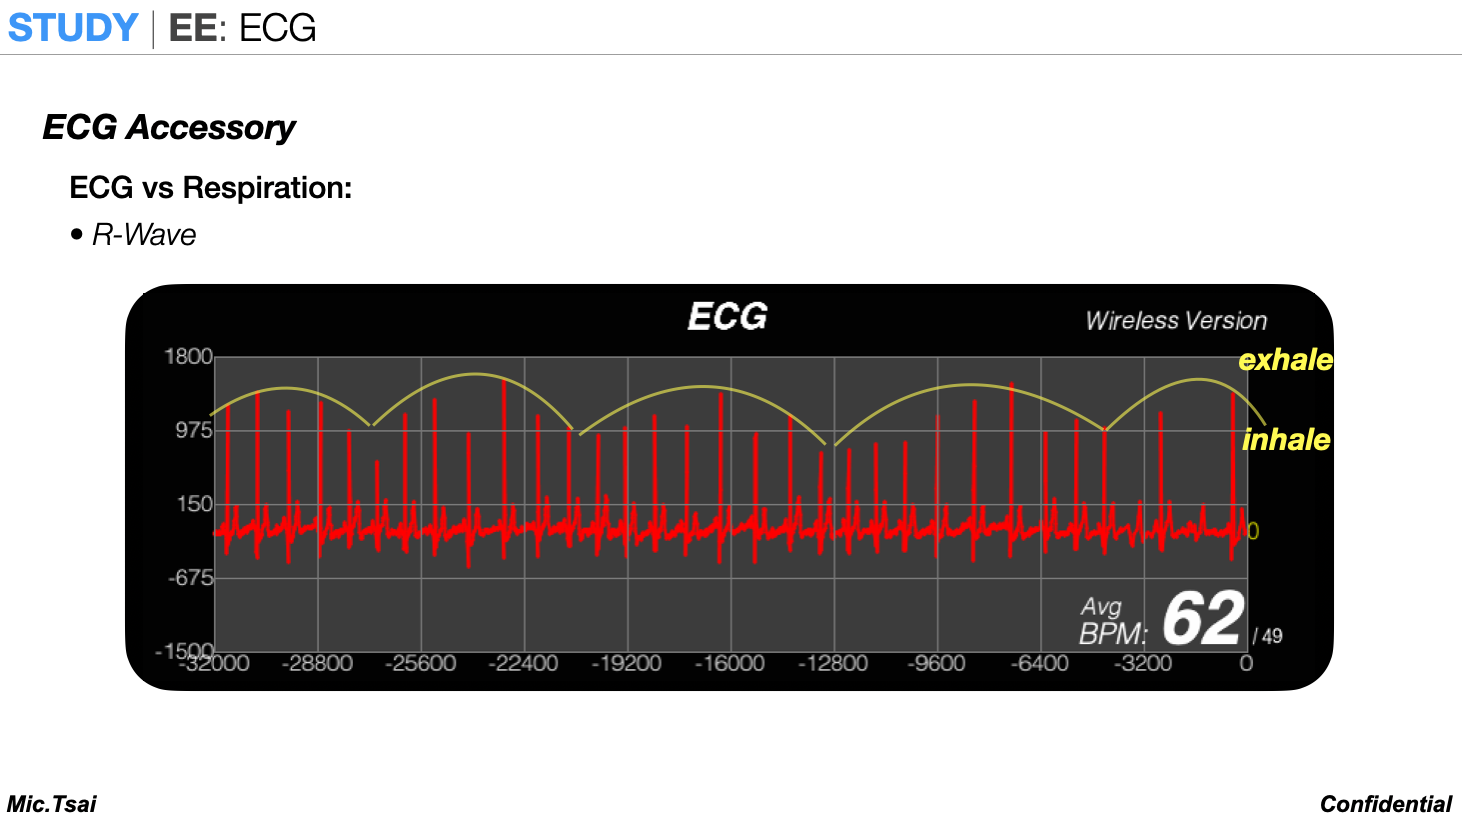 STUDY | EE: ECG
ECG Accessory
ECG vs Respiration:
• R-Wave
ECG
Wireless Version
1800
exhale
975
inhale
150
0
-675
Avg
BPM: 62 / 49
-1500
-32000 -28800 -25600 -22400 -19200 -16000 -12800 -9600 -6400 -3200 0
Mic.Tsai
Confidential